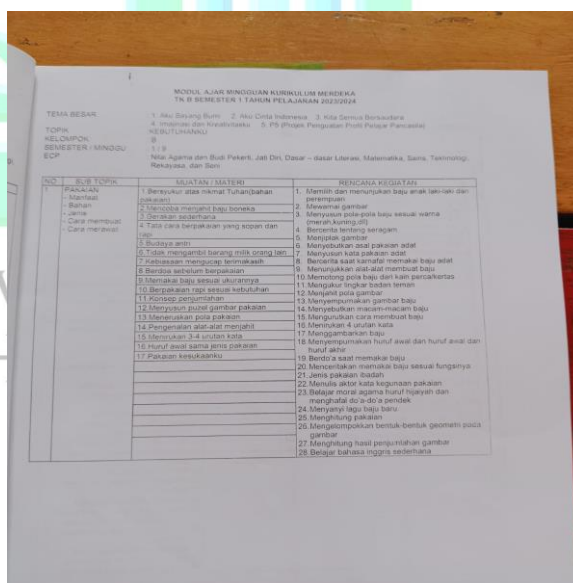 MODUL AJAR MINGGUAN KURIKULUM MERDEKA
TK B SEMESTER 1 TAHUN PELAJARAN 2023/2024
TEMA BESAR : 1. Aku Sayang Bumi 2. Aku Cinta Indonesia 3. Kita Semua Bersaudara
4. Imajinasi dan Kreativitasku 5. P5 (Projek Penguatan Profil Pelajar Pancasila)
TOPIK : KEBUTUHANKU
KELOMPOK : B
SEMESTER / MINGGU : 1 / 9
ECP : Nilai Agama dan Budi Pekerti, Jati Diri, Dasar – dasar Literasi, Matematika, Sains, Teknologi,
Rekayasa, dan Seni
NO SUB TOPIK MUATAN / MATERI RENCANA KEGIATAN
1 PAKAIAN
- Manfaat
- Bahan
- Jenis
- Cara membuat
- Cara merawat
1.Bersyukur atas nikmat Tuhan(bahan
pakaian)
2.Mencoba menjahit baju boneka
3.Gerakan sederhana
4.Tata cara berpakaian yang sopan dan
rapi
5.Budaya antri
6.Tidak mengambil barang milik orang lain
7.Kebiasaan mengucap terimakasih
8.Berdoa sebelum berpakaian
9.Memakai baju sesuai ukurannya
10.Berpakaian rapi sesuai kebutuhan
11.Konsep penjumlahan
12.Menyusun puzel gambar pakaian
13.Meneruskan pola pakaian
14.Pengenalan alat-alat menjahit
15.Menirukan 3-4 urutan kata
16.Huruf awal sama jenis pakaian
17.Pakaian kesukaanku
1. Memilih dan menunjukan baju anak laki-laki dan
perempuan
2. Mewarnai gambar
3. Menyusun pola-pola baju sesuai warna
(merah,kuning,dll)
4. Bercerita tentang seragam
5. Menjiplak gambar
6. Menyebutkan asal pakaian adat
7. Menyusun kata pakaian adat
8. Bercerita saat karnafal memakai baju adat
9. Menunjukkan alat-alat membuat baju
10.Memotong pola baju dari kain perca/kertas
11.Mengukur lingkar badan teman
12.Menjahit pola gambar
13.Menyempurnakan gambar baju
14.Menyebutkan macam-macam baju
15.Mengurutkan cara membuat baju
16.Menirukan 4 urutan kata
17.Menggambarkan baju
18.Menyempurnakan huruf awal dan huruf awal dan
huruf akhir
19.Berdo'a saat memakai baju
20.Menceritakan memakai baju sesuai fungsinya
21.Jenis pakaian ibadah
22.Menulis aktor kata kegunaan pakaian
23.Belajar moral agama huruf hijaiyah dan
menghafal do'a-do'a pendek
24.Menyanyi lagu baju baru
25.Menghitung pakaian
26.Mengelompokkan bentuk-bentuk geometri pola
gambar
27.Menghitung hasil penjumlahan gambar
28.Belajar bahasa inggris sederhana